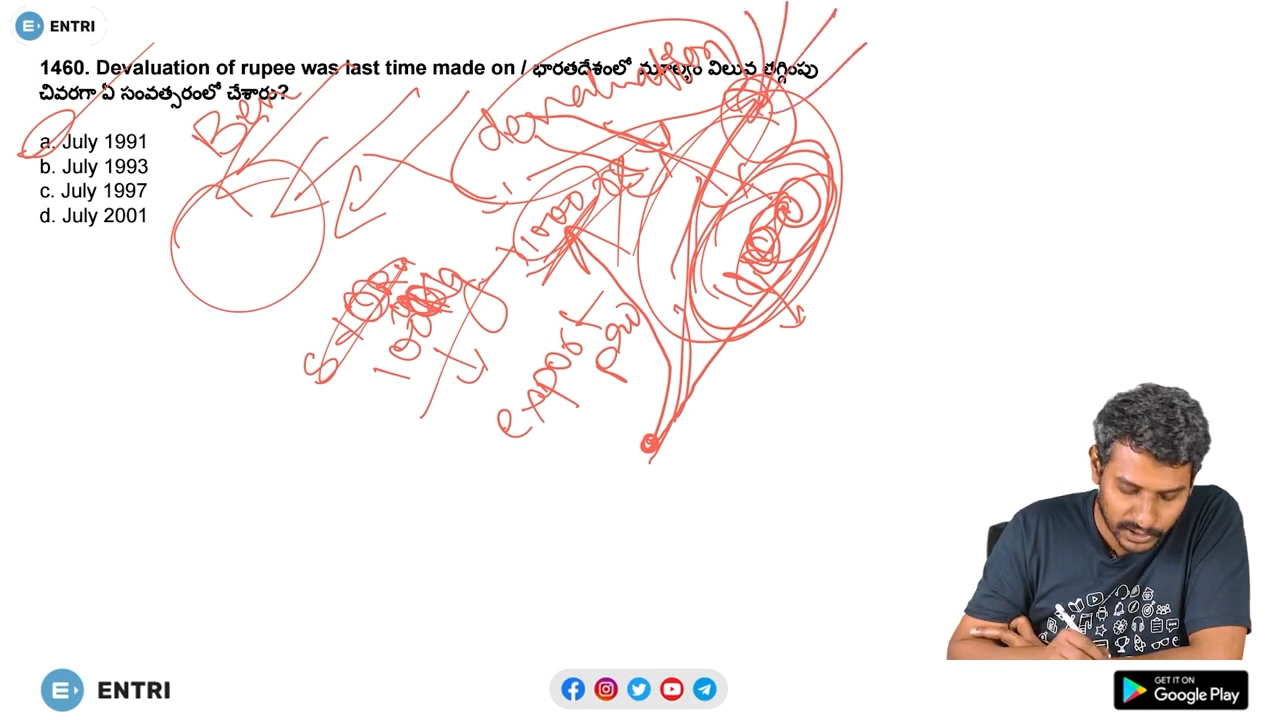 ENTRI
1460. Devaluation of rupee was last time made on / భారతదేశంలో మూల్యం విలువ తగ్గింపు
చివరగా ఏ సంవత్సరంలో చేశారు?
a. July 1991
b. July 1993
c. July 1997
d. July 2001
devaluation
export
ENTRI
GET IT ON
Google Play